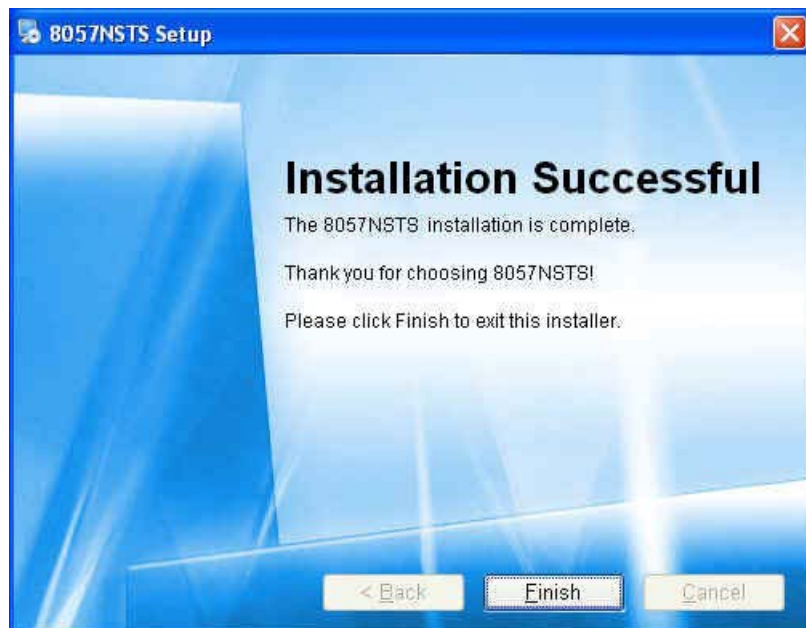 8057NSTS Setup
Installation Successful
The 8057NSTS installation is complete.
Thank you for choosing 8057NSTS!
Please click Finish to exit this installer.
< Back Finish Cancel